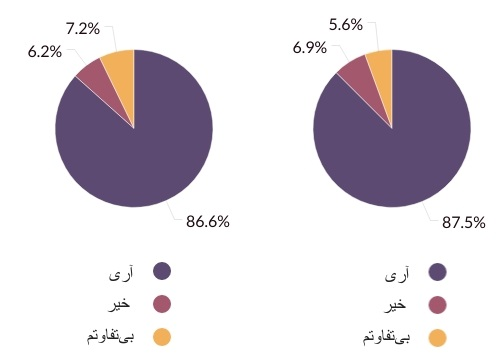 7.2%
6.2%
86.6%
آری
خیر
بی‌تفاوتم
5.6%
6.9%
87.5%
آری
خیر
بی‌تفاوتم